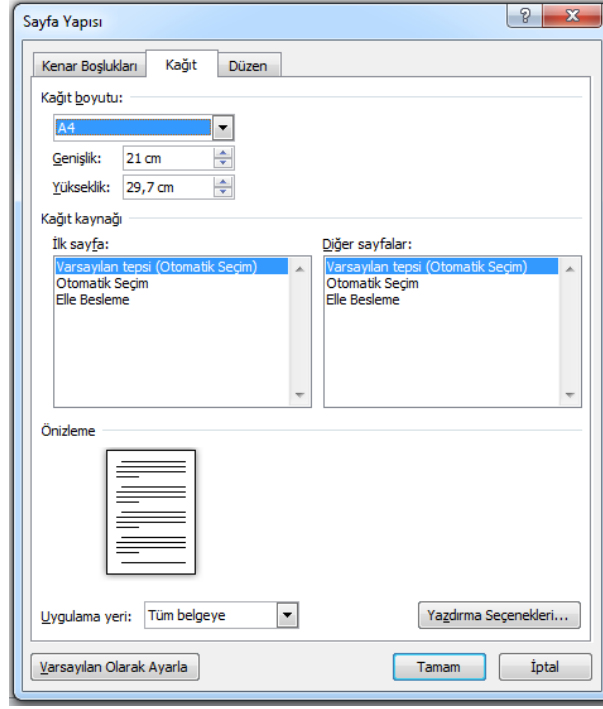 Sayfa Yapısı
Kenar Boşlukları Kağıt Düzen
Kağıt boyutu:
A4
Genişlik: 21 cm
Yükseklik: 29,7 cm
Kağıt kaynağı
İlk sayfa: Diğer sayfalar:
Varsayılan tepsi (Otomatik Seçim) Varsayılan tepsi (Otomatik Seçim)
Otomatik Seçim Otomatik Seçim
Elle Besleme Elle Besleme
Önizleme
Uygulama yeri: Tüm belgeye Yazdırma Seçenekleri...
Varsayılan Olarak Ayarla Tamam İptal